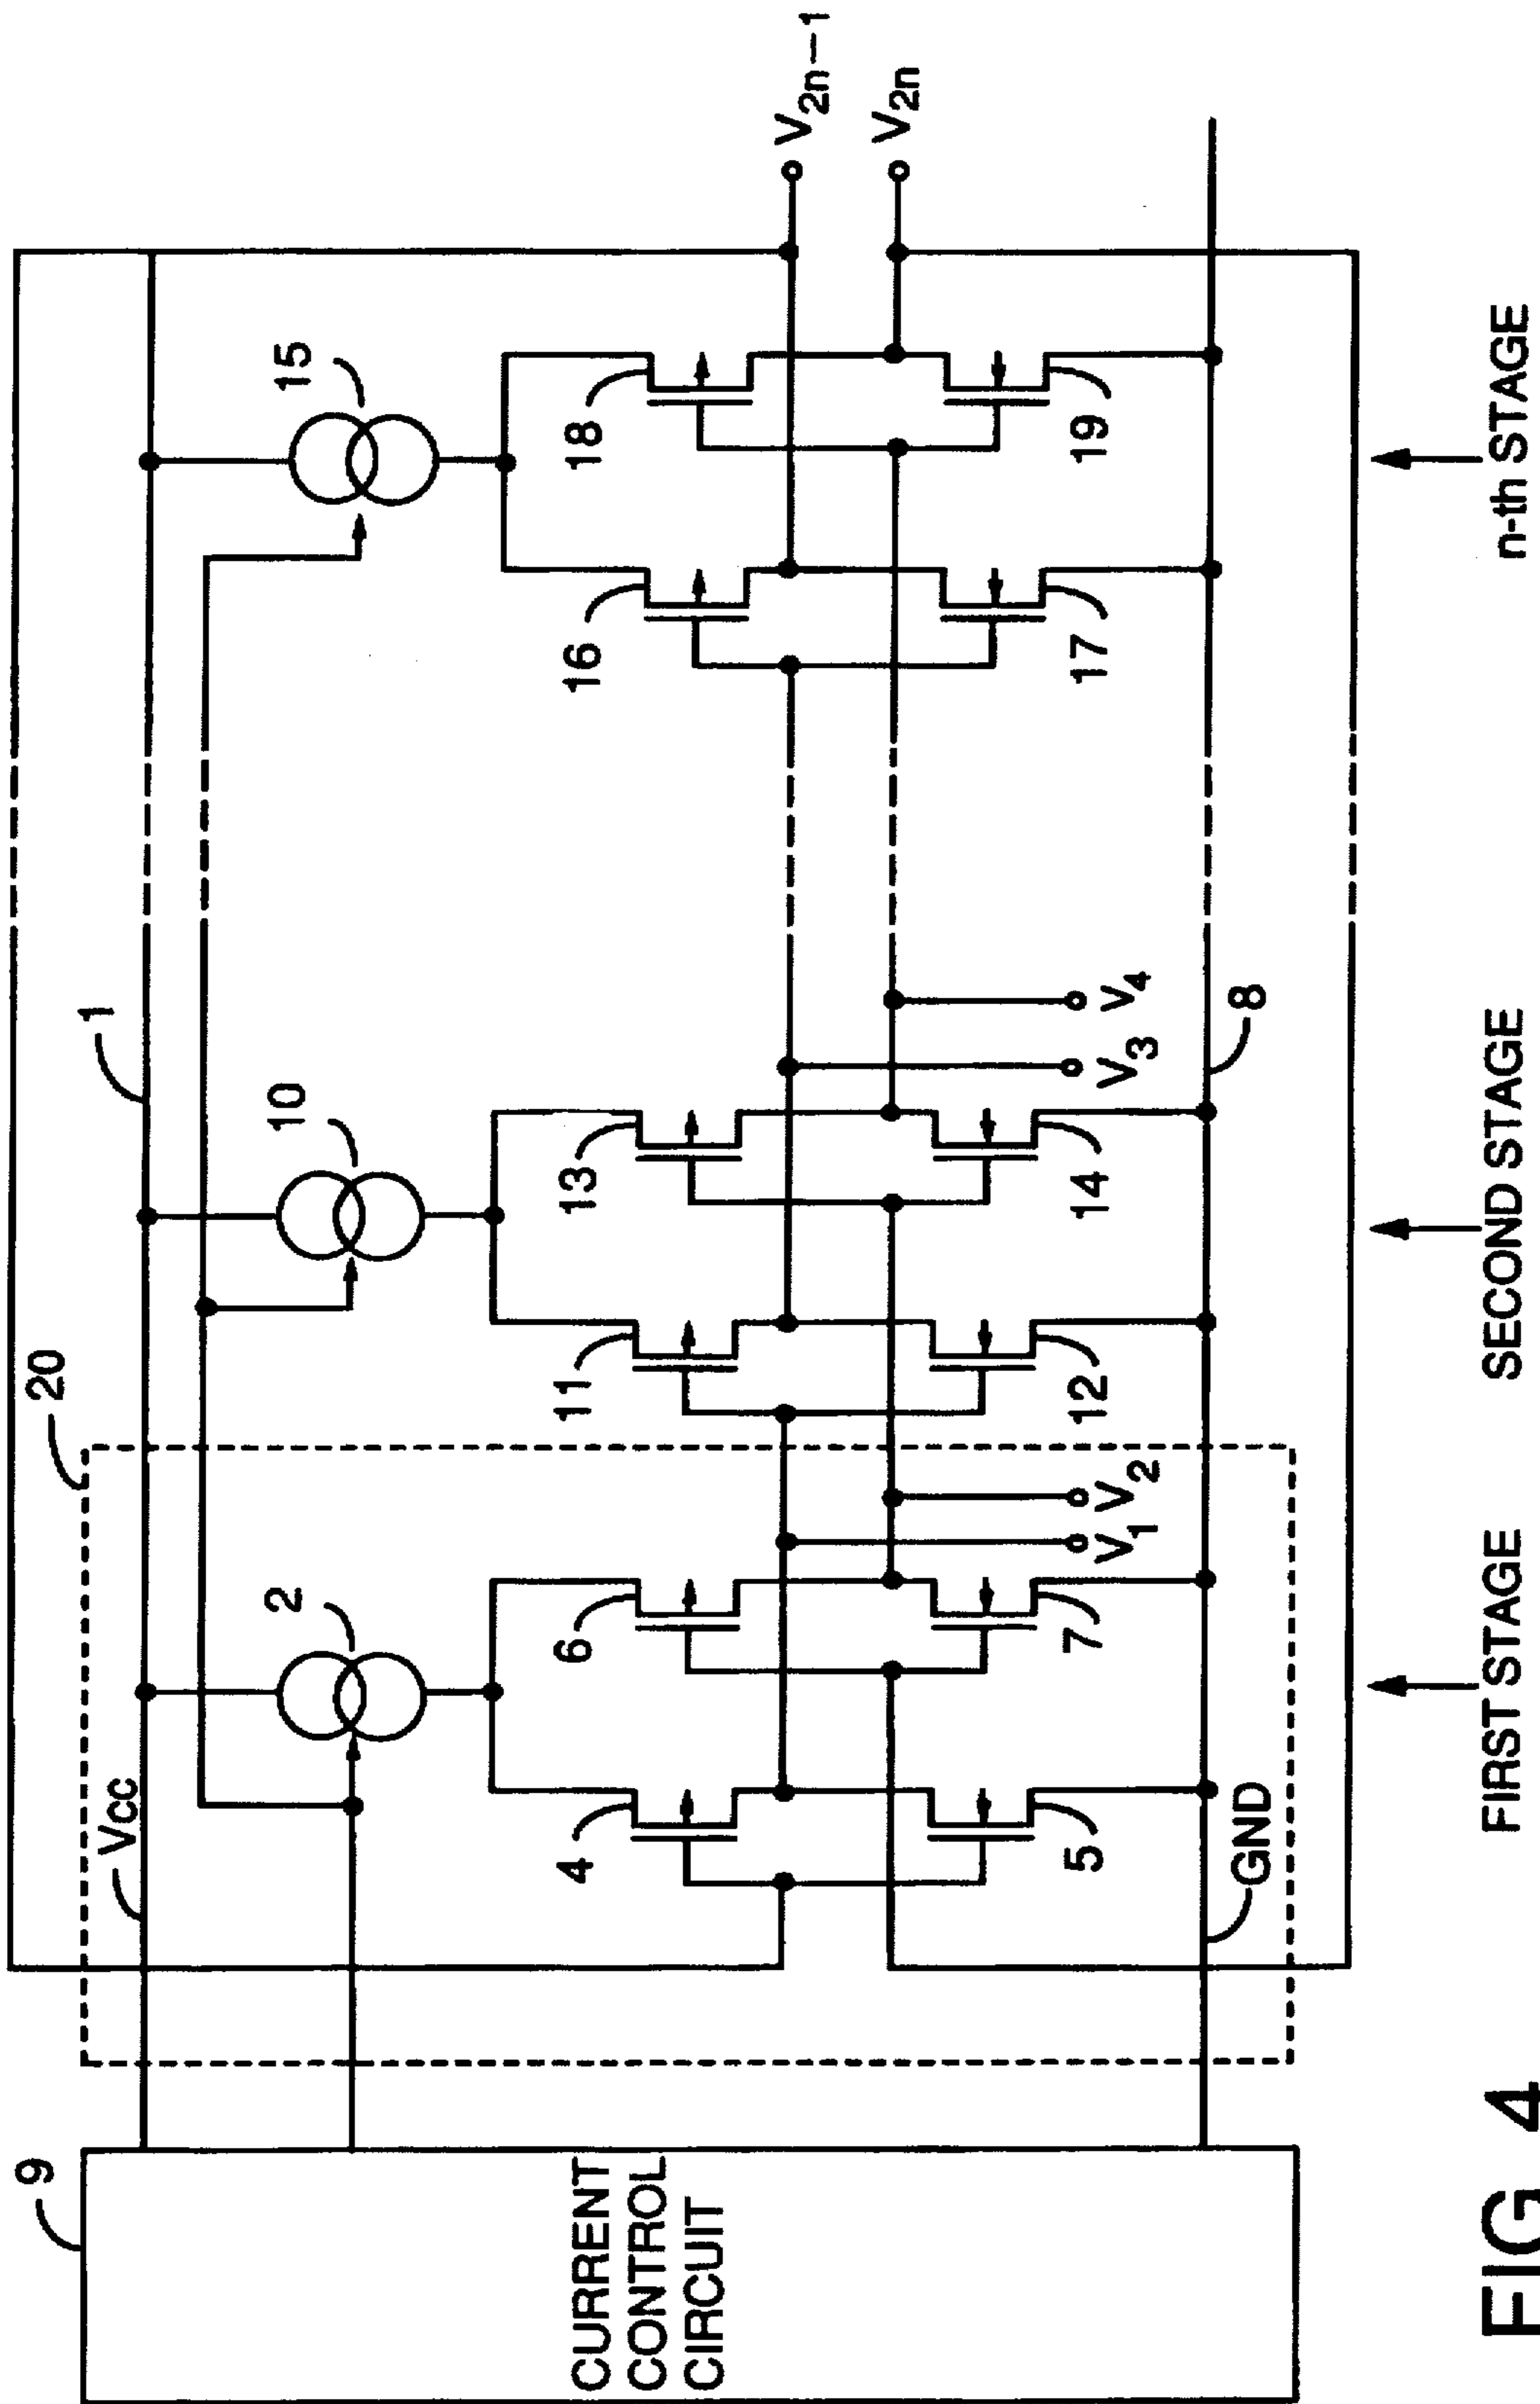 9
CURRENT
CONTROL
CIRCUIT
20
Vcc
1
2
10
15
4
6
11
13
16
18
V2n-1
V2n
5
7
V1
V2
12
14
V3
V4
17
19
GND
8
FIRST STAGE
SECOND STAGE
n-th STAGE
FIG. 4